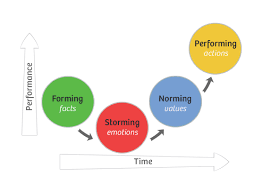 Performing
actions
Performance
Forming
facts
Norming
values
Storming
emotions
Time